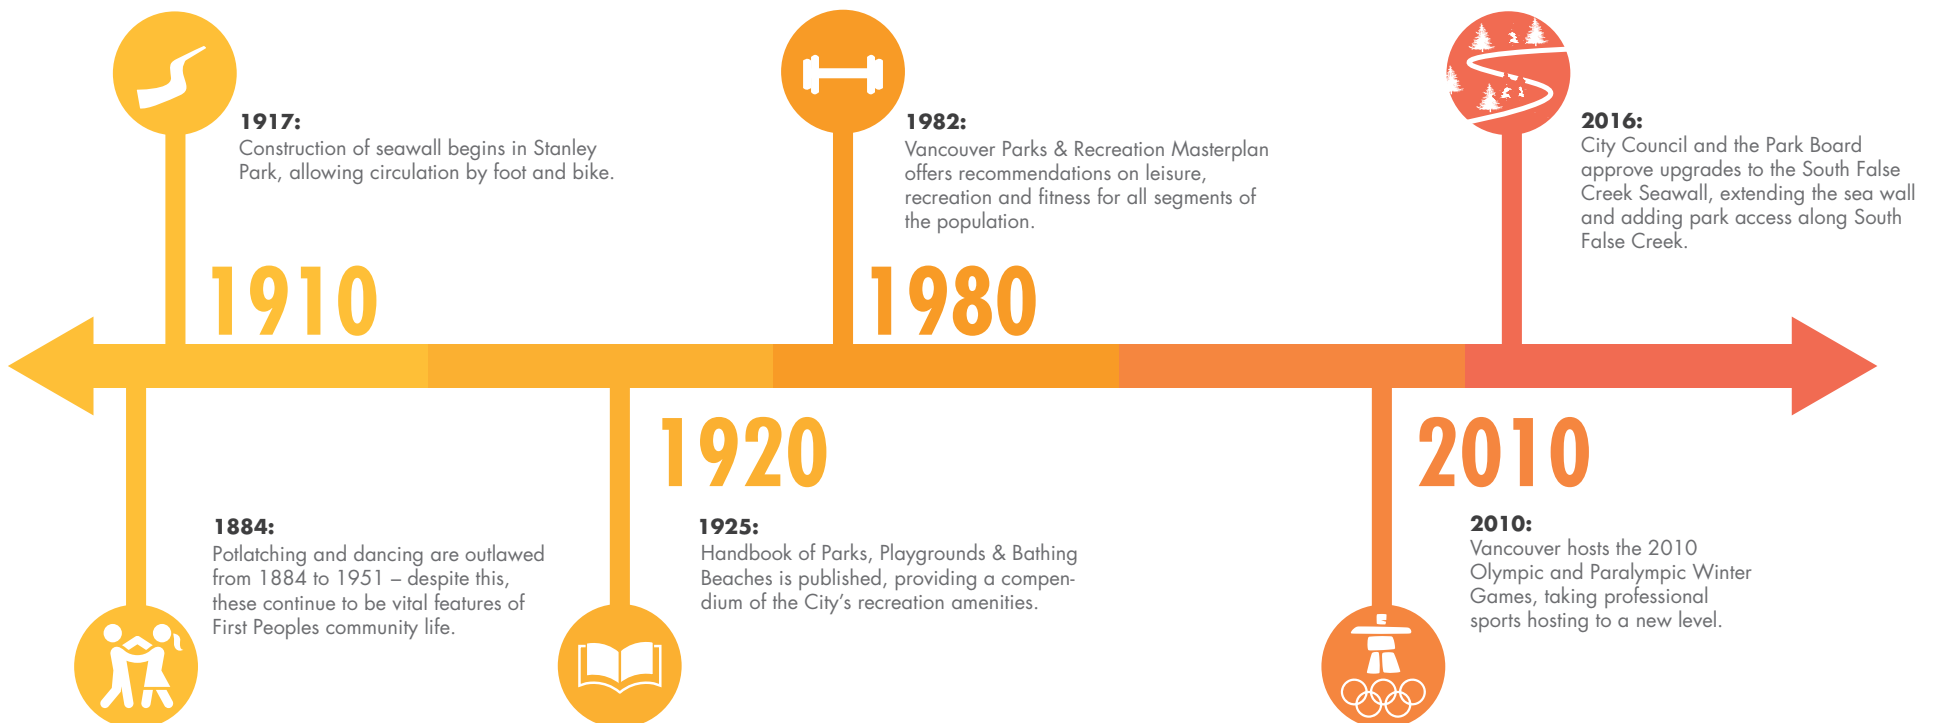 1917:
Construction of seawall begins in Stanley
Park, allowing circulation by foot and bike.
1982:
Vancouver Parks & Recreation Masterplan
offers recommendations on leisure,
recreation and fitness for all segments of
the population.
2016:
City Council and the Park Board
approve upgrades to the South False
Creek Seawall, extending the sea wall
and adding park access along South
False Creek.
1910
1980
1920
2010
1884:
Potlatching and dancing are outlawed
from 1884 to 1951 – despite this,
these continue to be vital features of
First Peoples community life.
1925:
Handbook of Parks, Playgrounds & Bathing
Beaches is published, providing a compen-
dium of the City’s recreation amenities.
2010:
Vancouver hosts the 2010
Olympic and Paralympic Winter
Games, taking professional
sports hosting to a new level.